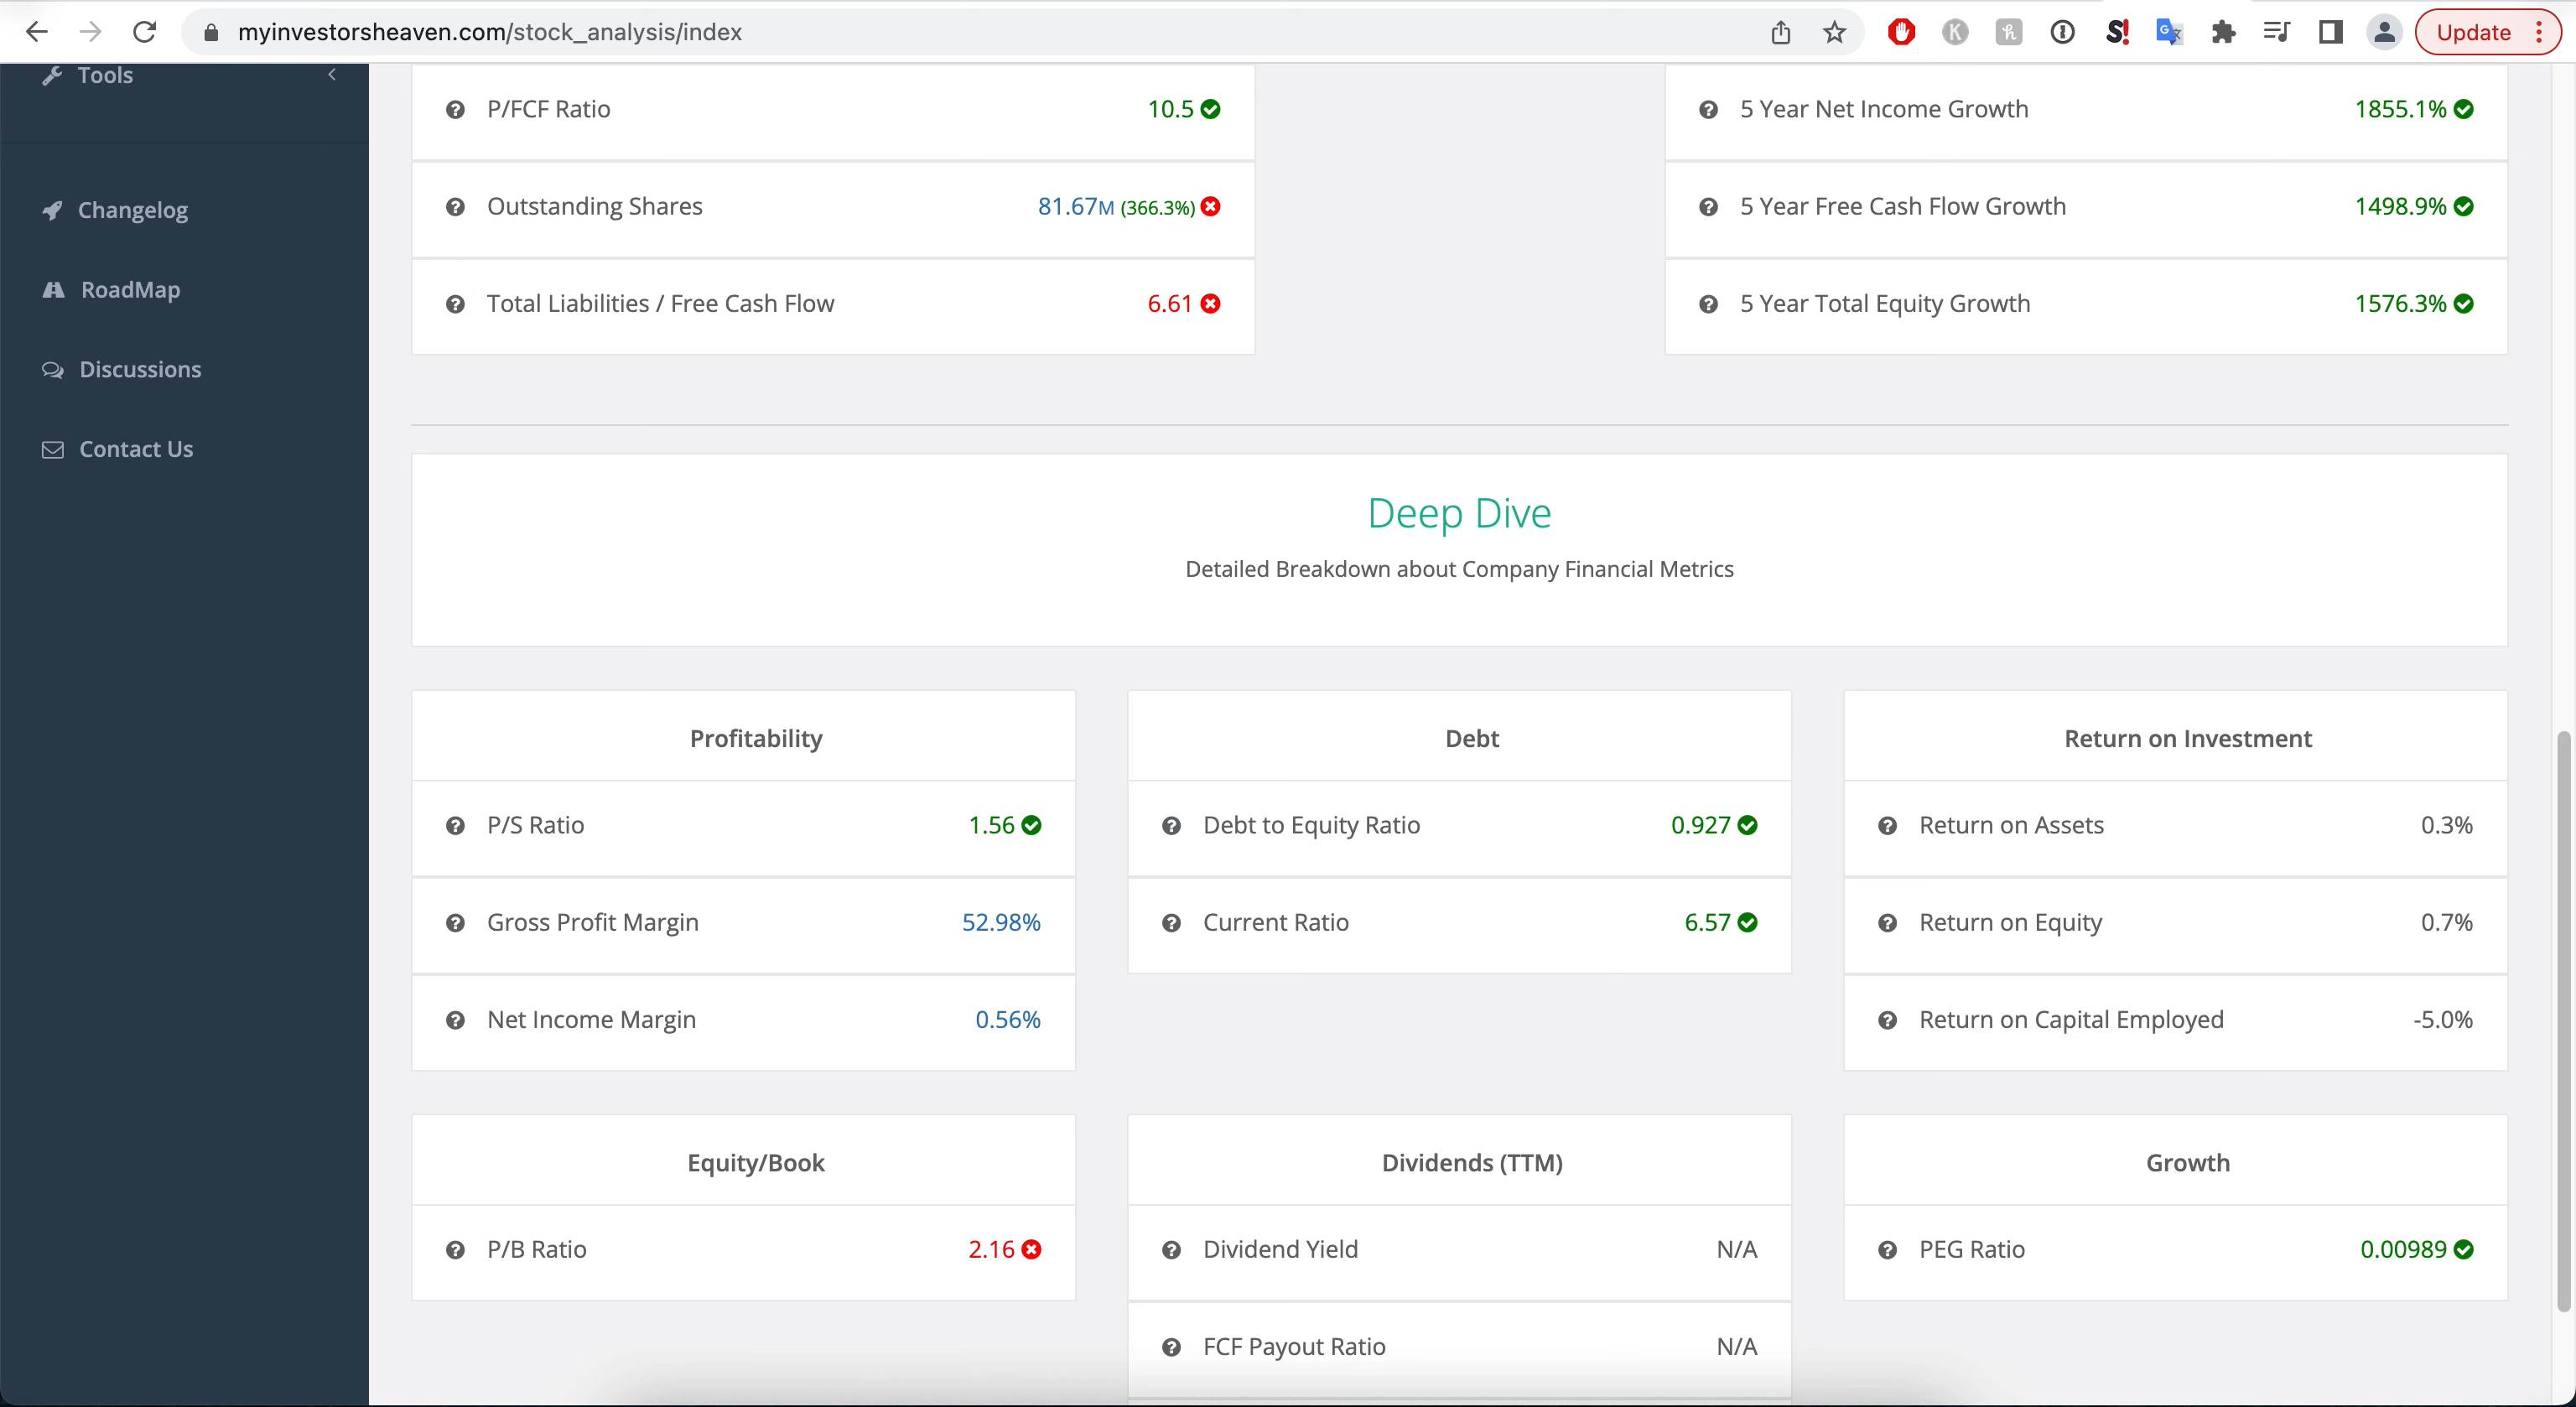 myinvestorsheaven.com/stock_analysis/index
Update
Tools
Changelog
RoadMap
Discussions
Contact Us
P/FCF Ratio 10.5
Outstanding Shares 81.67M (366.3%)
Total Liabilities / Free Cash Flow 6.61
5 Year Net Income Growth 1855.1%
5 Year Free Cash Flow Growth 1498.9%
5 Year Total Equity Growth 1576.3%
Deep Dive
Detailed Breakdown about Company Financial Metrics
Profitability
P/S Ratio 1.56
Gross Profit Margin 52.98%
Net Income Margin 0.56%
Debt
Debt to Equity Ratio 0.927
Current Ratio 6.57
Return on Investment
Return on Assets 0.3%
Return on Equity 0.7%
Return on Capital Employed -5.0%
Equity/Book
P/B Ratio 2.16
Dividends (TTM)
Dividend Yield N/A
FCF Payout Ratio N/A
Growth
PEG Ratio 0.00989